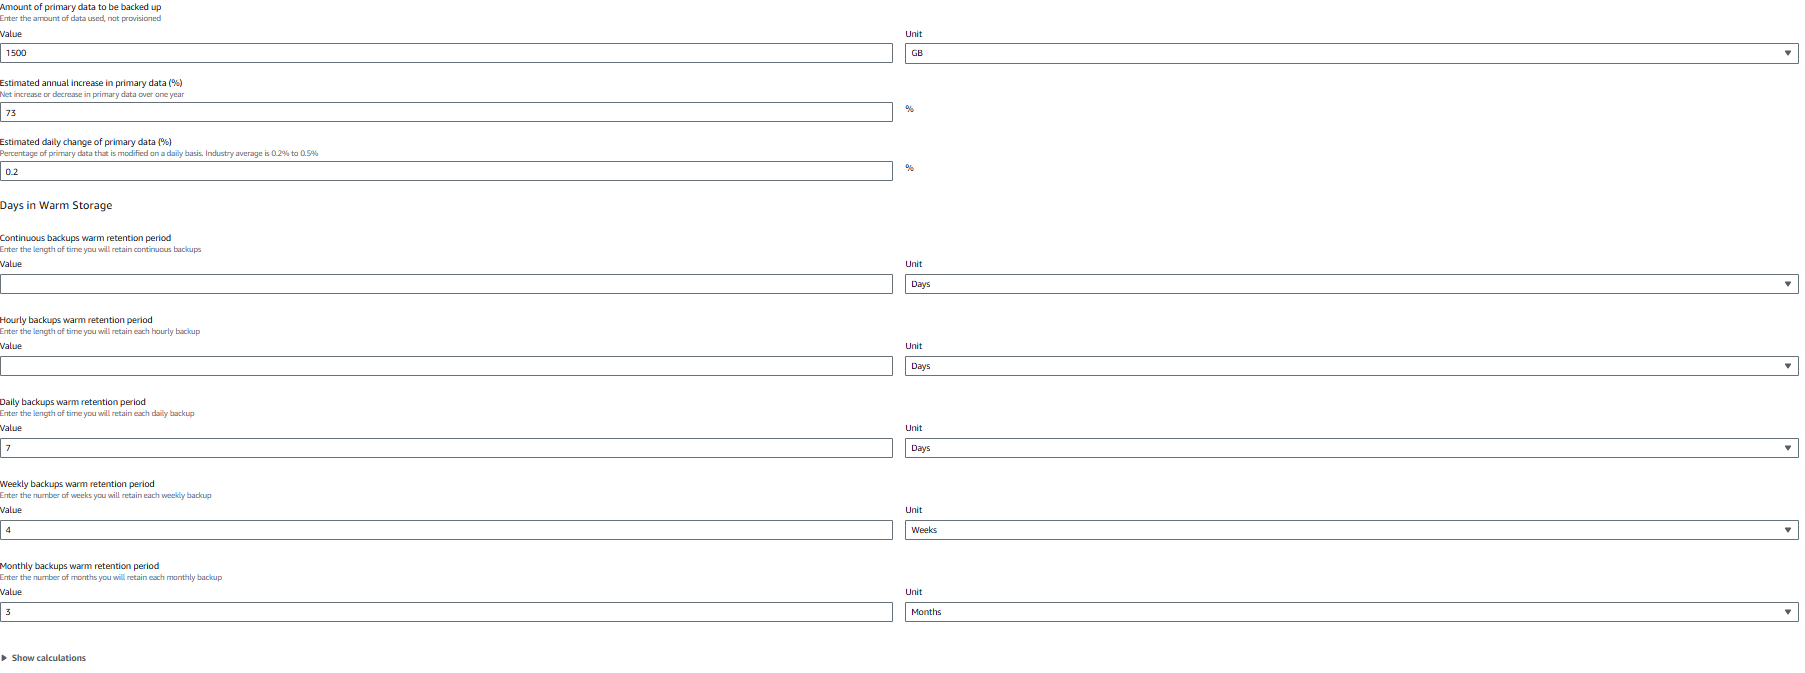 Amount of primary data to be backed up
Enter the amount of data used, not provisioned
Value
Unit
1500
GB
Estimated annual increase in primary data (%)
Net increase or decrease in primary data over one year
73
%
Estimated daily change of primary data (%)
Percentage of primary data that is modified on a daily basis. Industry average is 0.2% to 0.5%
0.2
%
Days in Warm Storage
Continuous backups warm retention period
Enter the length of time you will retain continuous backups
Value
Unit
Days
Hourly backups warm retention period
Enter the length of time you will retain each hourly backup
Value
Unit
Days
Daily backups warm retention period
Enter the length of time you will retain each daily backup
Value
Unit
7
Days
Weekly backups warm retention period
Enter the number of weeks you will retain each weekly backup
Value
Unit
4
Weeks
Monthly backups warm retention period
Enter the number of months you will retain each monthly backup
Value
Unit
3
Months
Show calculations